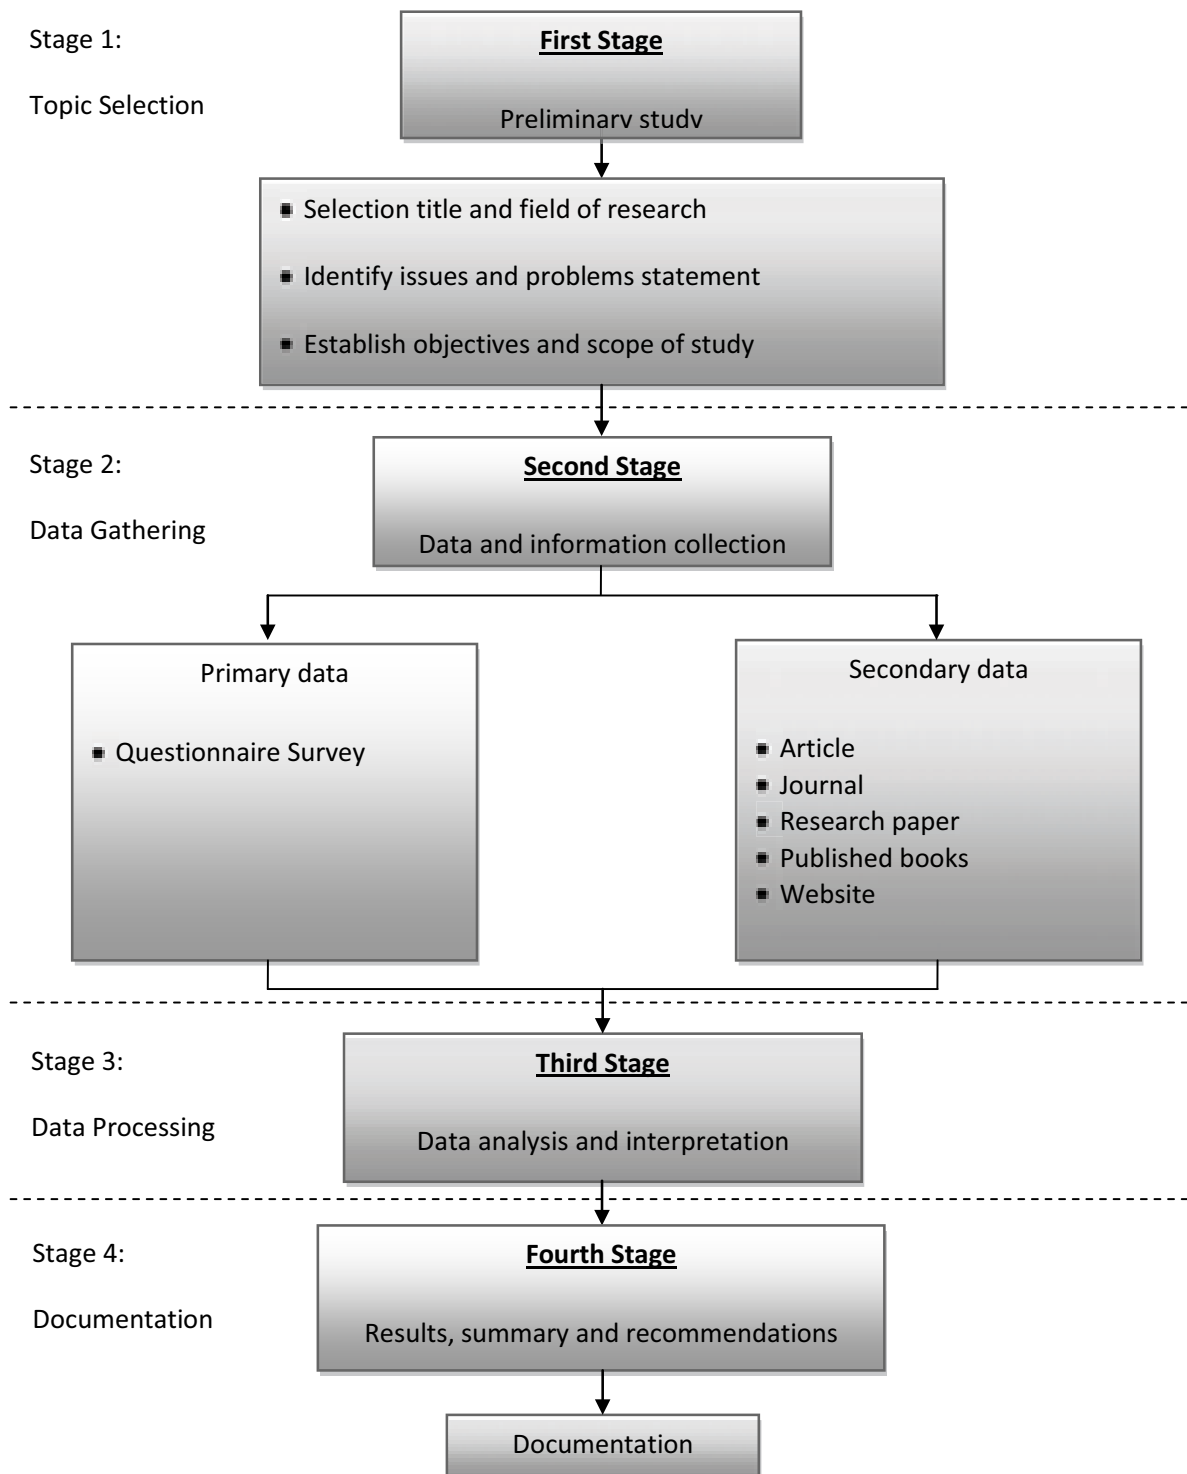 Stage 1:
Topic Selection
First Stage
Preliminary study
Selection title and field of research
Identify issues and problems statement
Establish objectives and scope of study
Stage 2:
Data Gathering
Second Stage
Data and information collection
Primary data
Questionnaire Survey
Secondary data
Article
Journal
Research paper
Published books
Website
Stage 3:
Data Processing
Third Stage
Data analysis and interpretation
Stage 4:
Documentation
Fourth Stage
Results, summary and recommendations
Documentation